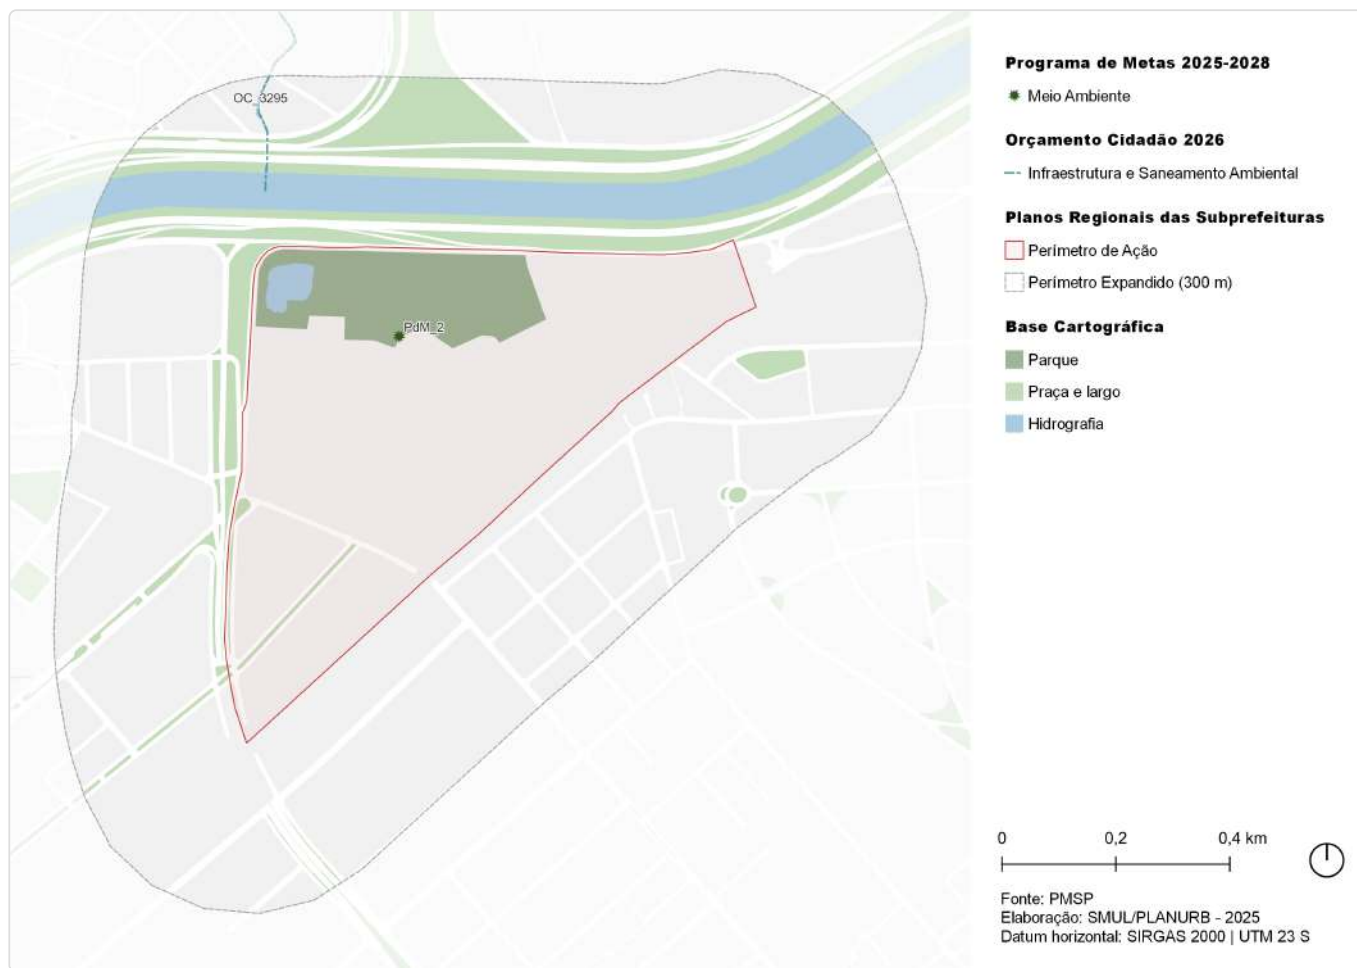 OC_3295
PdM_2
Programa de Metas 2025-2028
Meio Ambiente
Orçamento Cidadão 2026
Infraestrutura e Saneamento Ambiental
Planos Regionais das Subprefeituras
Perímetro de Ação
Perímetro Expandido (300 m)
Base Cartográfica
Parque
Praça e largo
Hidrografia
0 0,2 0,4 km
Fonte: PMSP
Elaboração: SMUL/PLANURB - 2025
Datum horizontal: SIRGAS 2000 | UTM 23 S